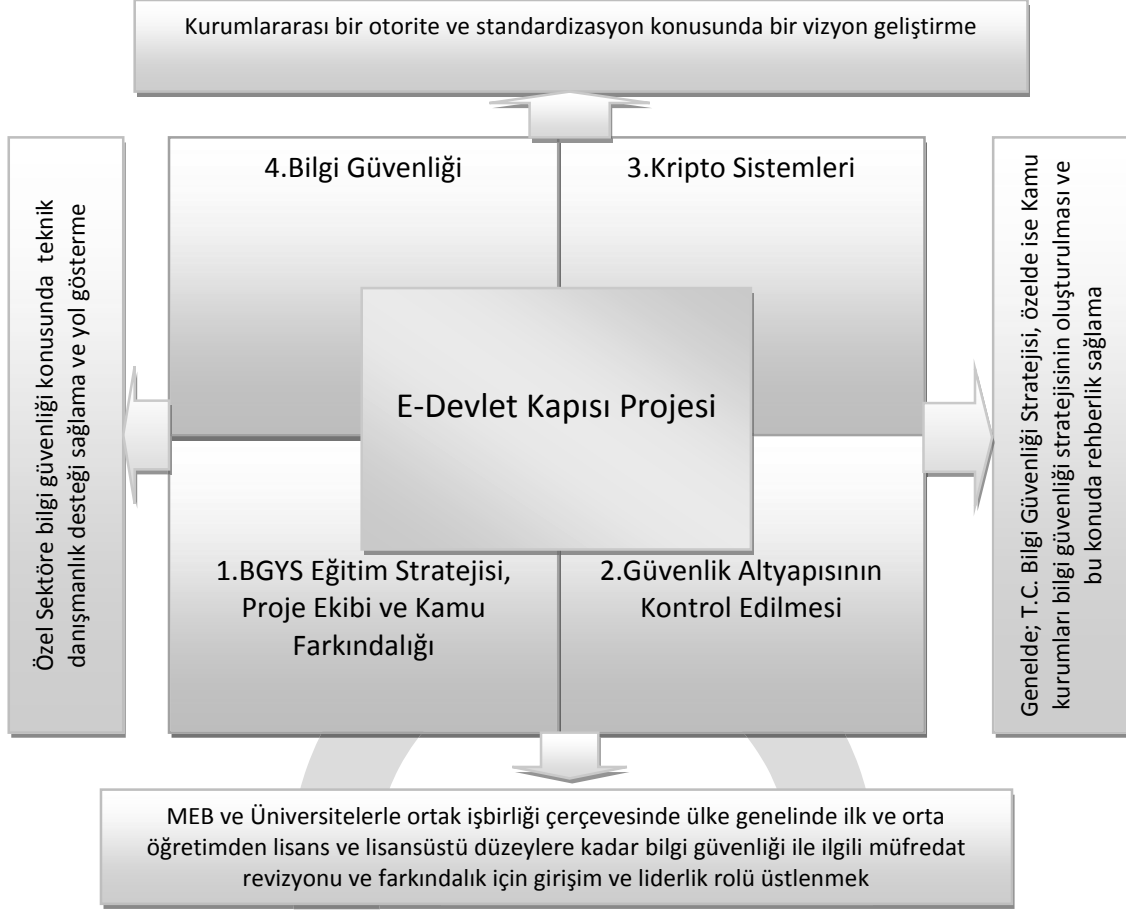 Kurumlararası bir otorite ve standardizasyon konusunda bir vizyon geliştirme
4.Bilgi Güvenliği
3.Kripto Sistemleri
Özel Sektöre bilgi güvenliği konusunda teknik
danışmanlık desteği sağlama ve yol gösterme
E-Devlet Kapısı Projesi
Genelde; T.C. Bilgi Güvenliği Stratejisi, özelde ise Kamu
kurumları bilgi güvenliği stratejisinin oluşturulması ve
bu konuda rehberlik sağlama
1.BGYS Eğitim Stratejisi,
Proje Ekibi ve Kamu
Farkındalığı
2.Güvenlik Altyapısının
Kontrol Edilmesi
MEB ve Üniversitelerle ortak işbirliği çerçevesinde ülke genelinde ilk ve orta
öğretimden lisans ve lisansüstü düzeylere kadar bilgi güvenliği ile ilgili müfredat
revizyonu ve farkındalık için girişim ve liderlik rolü üstlenmek